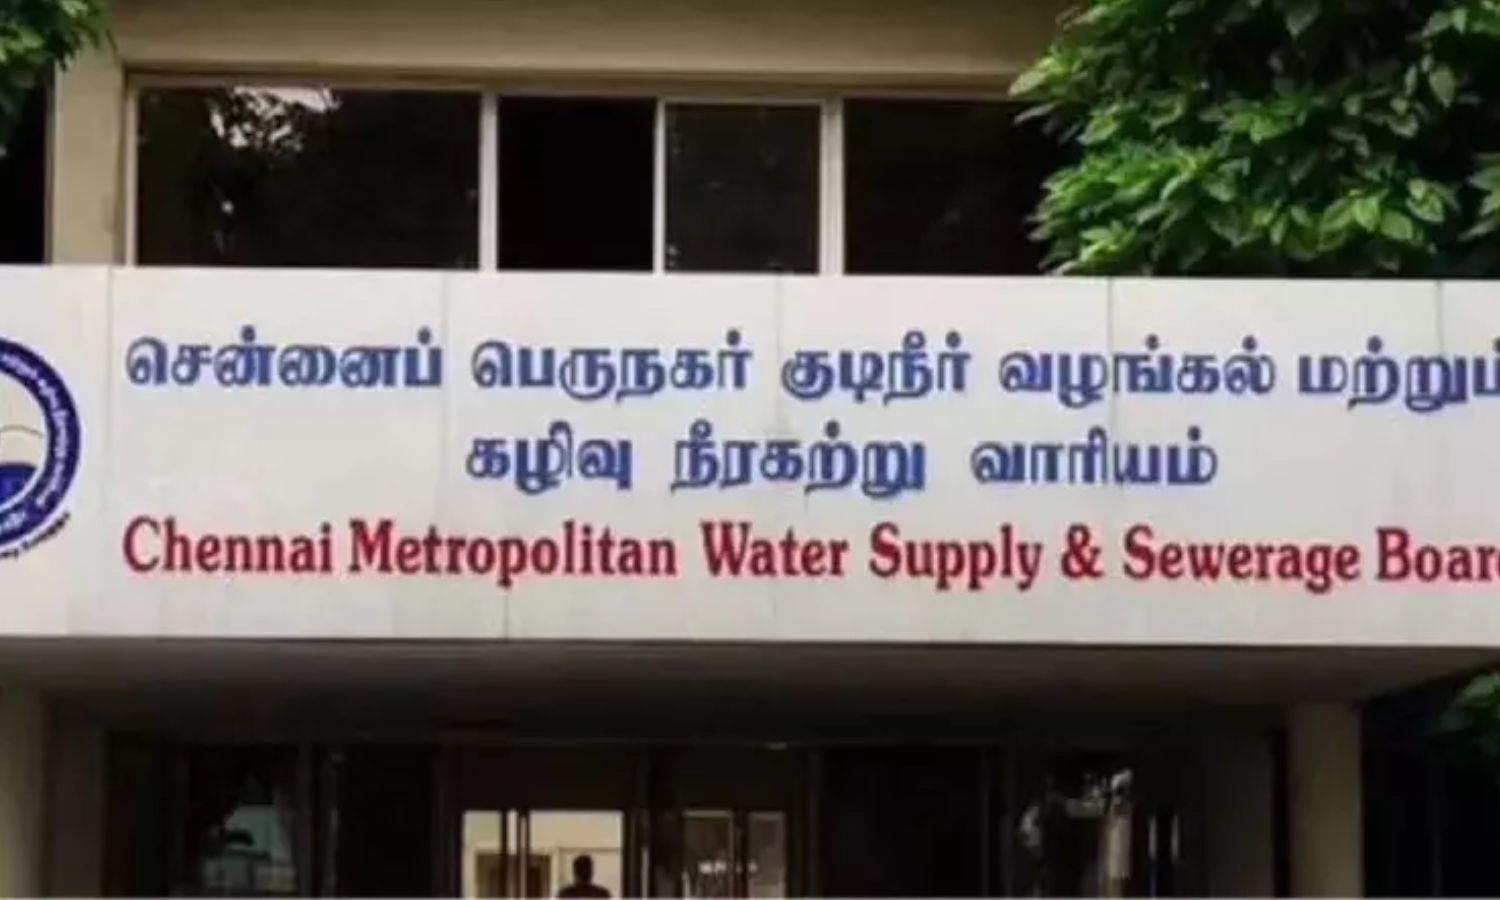 சென்னைப் பெருநகர் குடிநீர் வழங்கல் மற்றும்
கழிவு நீரகற்று வாரியம்
Chennai Metropolitan Water Supply & Sewerage Board